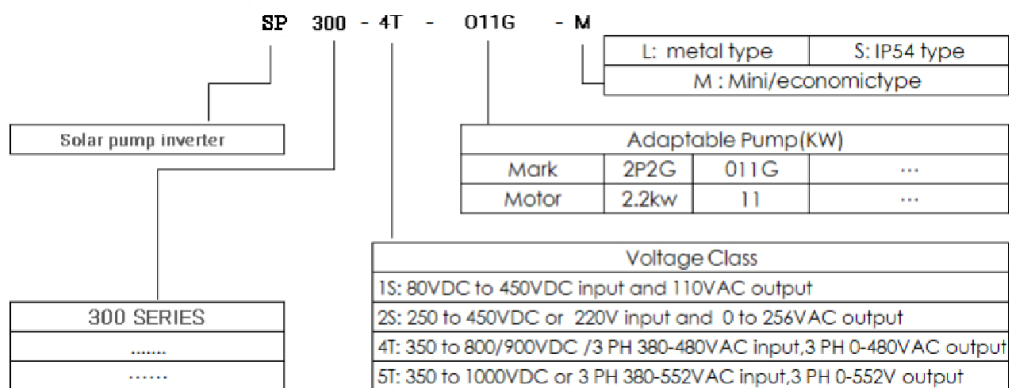 SP 300 - 4T - 011G - M
L: metal type S: IP54 type
M : Mini/economictype
Solar pump inverter
Adaptable Pump(KW)
Mark 2P2G 011G ...
Motor 2.2kw 11 ...
Voltage Class
1S: 80VDC to 450VDC input and 110VAC output
2S: 250 to 450VDC or 220V input and 0 to 256VAC output
4T: 350 to 800/900VDC /3 PH 380-480VAC input,3 PH 0-480VAC output
5T: 350 to 1000VDC or 3 PH 380-552VAC input,3 PH 0-552V output
300 SERIES
.......
......